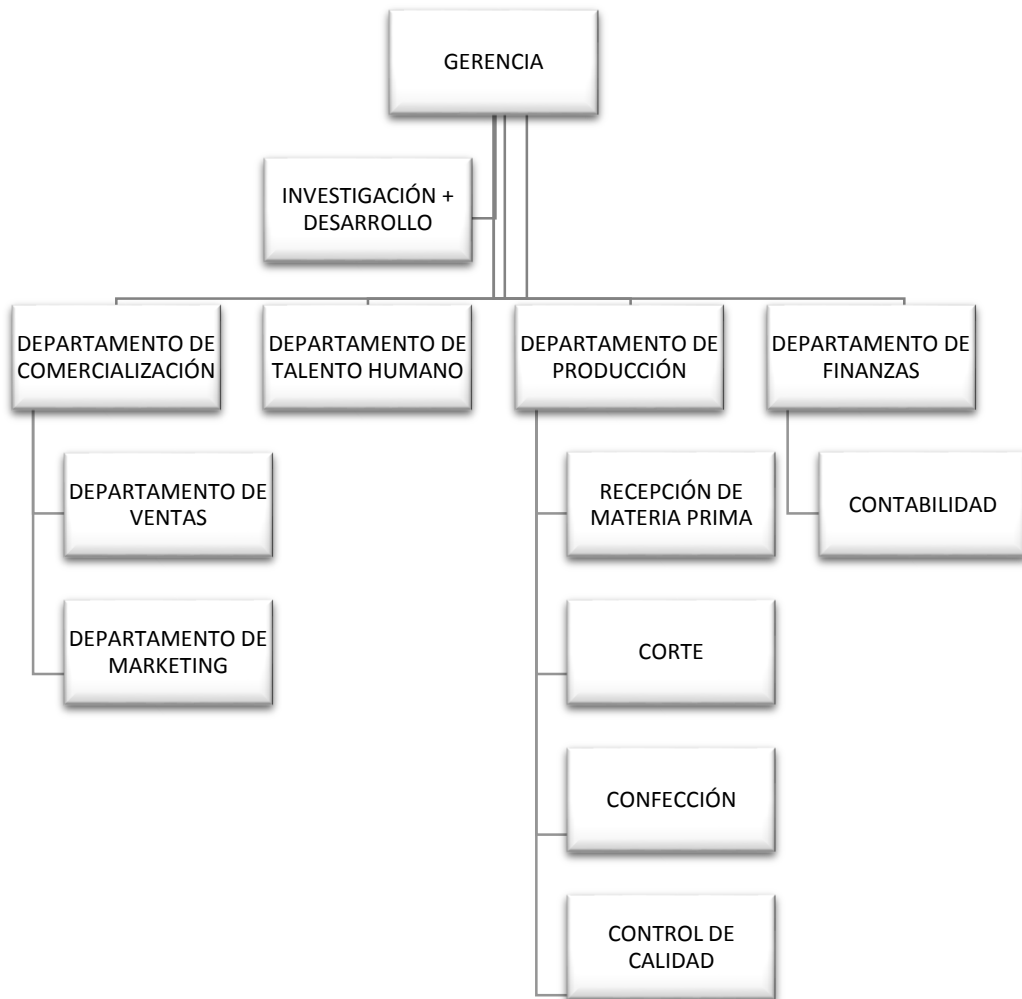 GERENCIA
INVESTIGACIÓN +
DESARROLLO
DEPARTAMENTO DE
COMERCIALIZACIÓN
DEPARTAMENTO DE
TALENTO HUMANO
DEPARTAMENTO DE
PRODUCCIÓN
DEPARTAMENTO DE
FINANZAS
DEPARTAMENTO DE
VENTAS
DEPARTAMENTO DE
MARKETING
RECEPCIÓN DE
MATERIA PRIMA
CORTE
CONFECCIÓN
CONTROL DE
CALIDAD
CONTABILIDAD